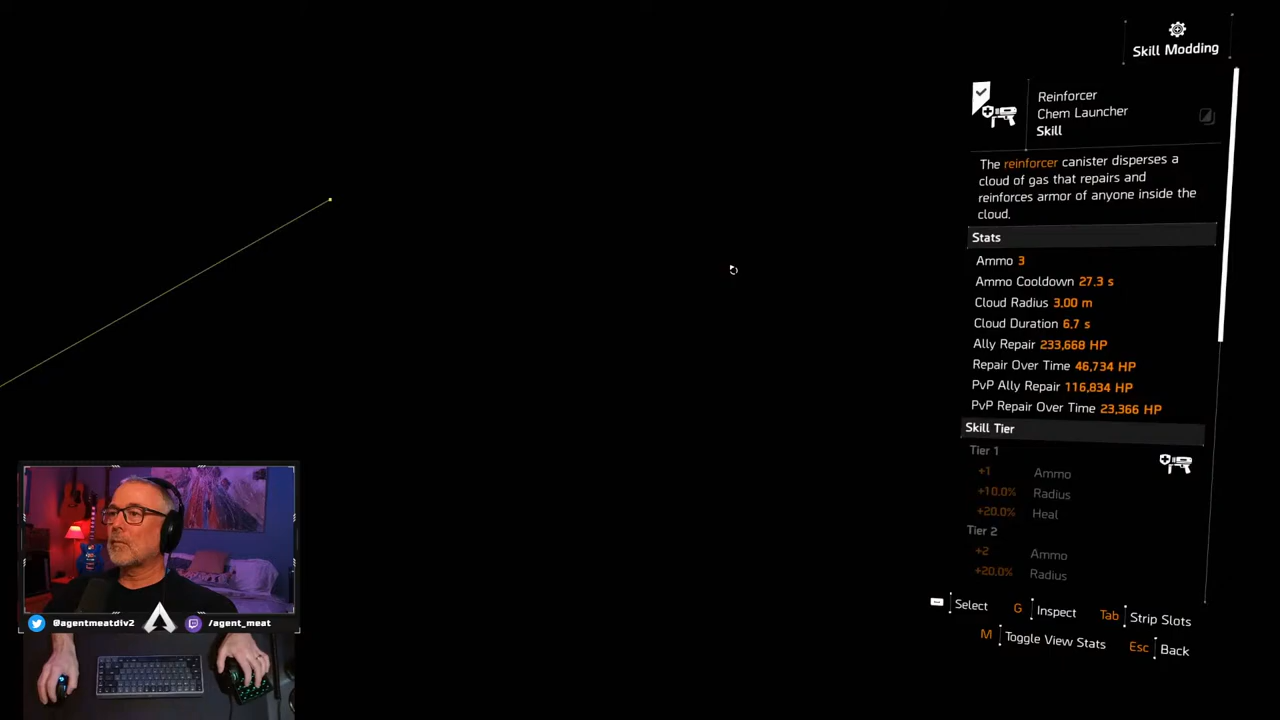 Skill Modding
Reinforcer
Chem Launcher
Skill
The reinforcer canister disperses a
cloud of gas that repairs and
reinforces armor of anyone inside the
cloud.
Stats
Ammo 3
Ammo Cooldown 27.3 s
Cloud Radius 3.00 m
Cloud Duration 6.7 s
Ally Repair 233,668 HP
Repair Over Time 46,734 HP
PvP Ally Repair 116,834 HP
PvP Repair Over Time 23,366 HP
Skill Tier
Tier 1
+1 Ammo
+10.0% Radius
+20.0% Heal
Tier 2
+2 Ammo
+20.0% Radius
Select G Inspect Tab Strip Slots
M Toggle View Stats Esc Back
@agentmeatdiv2 /agent_meat